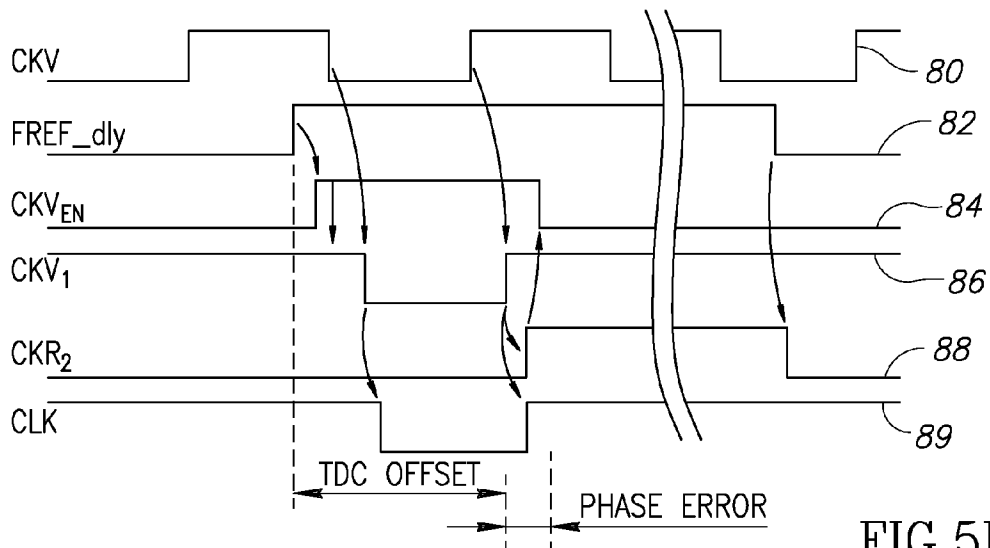 CKV
80
FREF_dly
82
CKV_EN
84
CKV_1
86
CKR_2
88
CLK
89
TDC OFFSET
PHASE ERROR